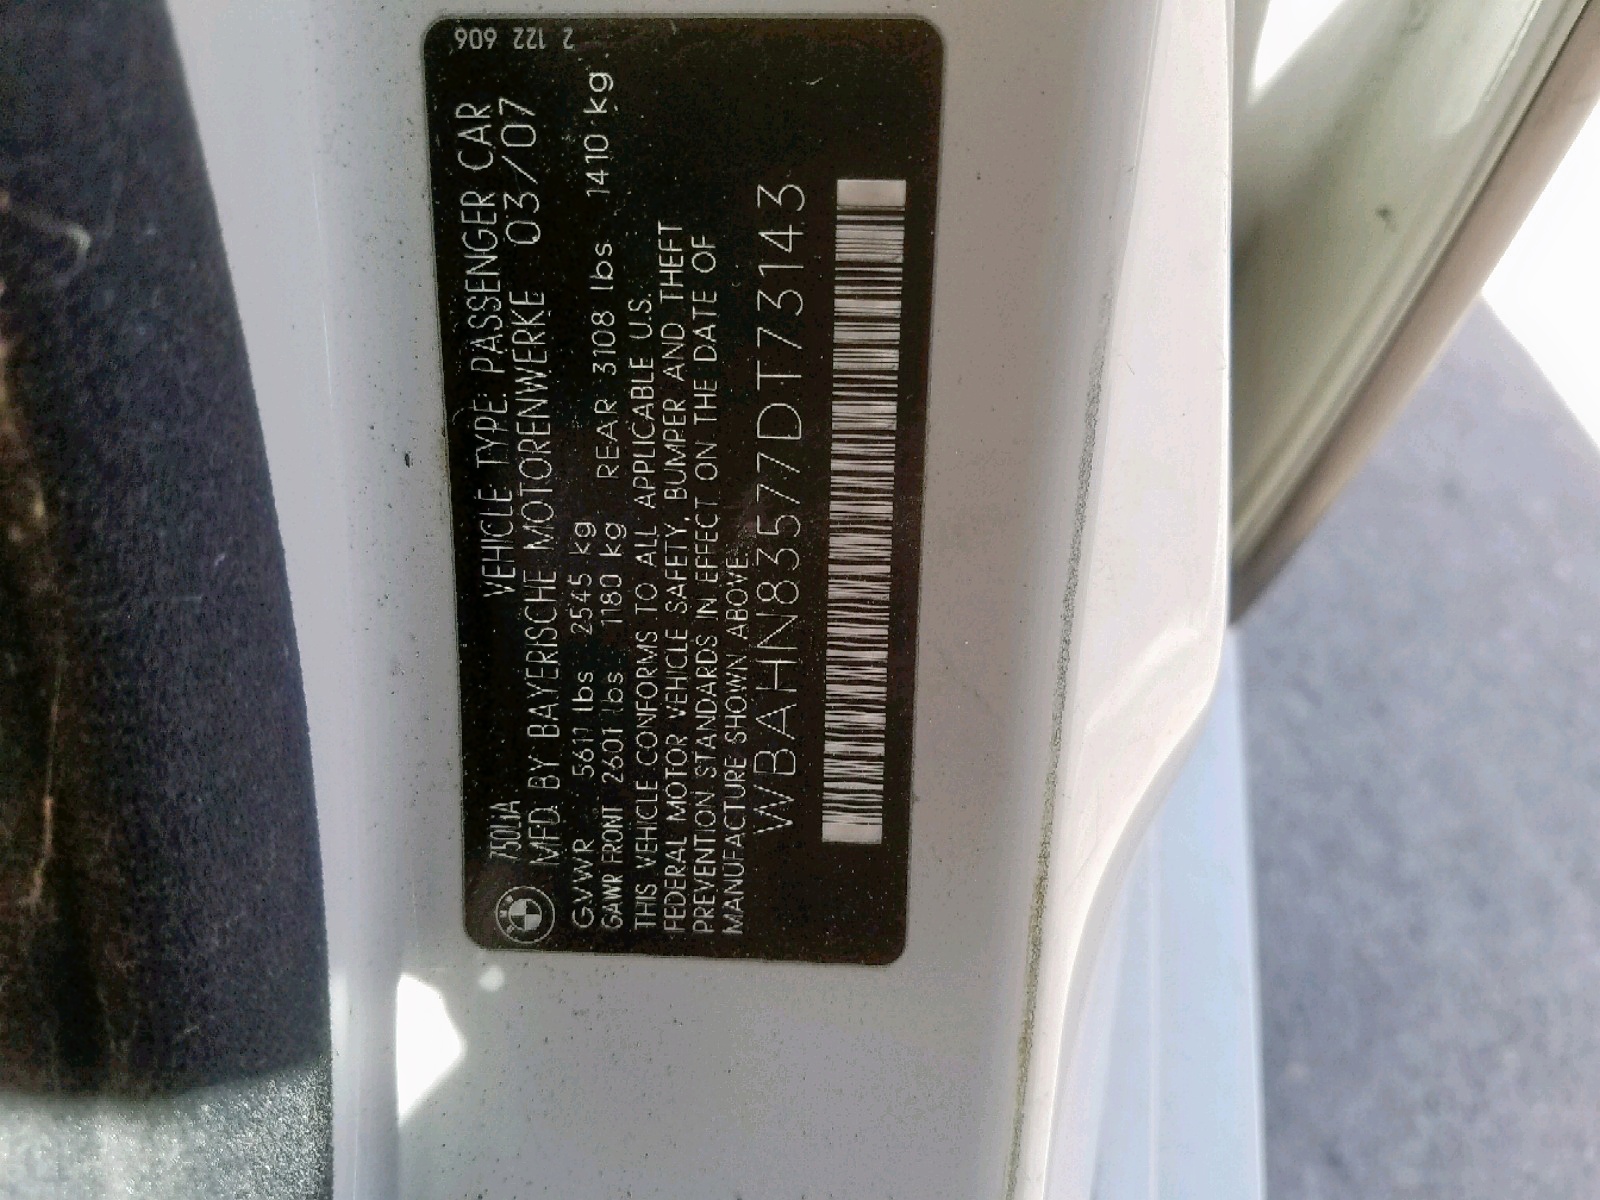 2 122 606
750LiA VEHICLE TYPE: PASSENGER CAR
MFD. BY BAYERISCHE MOTORENWERKE 03/07
GVWR 5611 lbs 2545 kg
GAWR FRONT 2601 lbs. 1180 kg REAR 3108 lbs 1410 kg
THIS VEHICLE CONFORMS TO ALL APPLICABLE U.S.
FEDERAL MOTOR VEHICLE SAFETY, BUMPER AND THEFT
PREVENTION STANDARDS IN EFFECT ON THE DATE OF
MANUFACTURE SHOWN ABOVE:
WBAHN83577DT73143